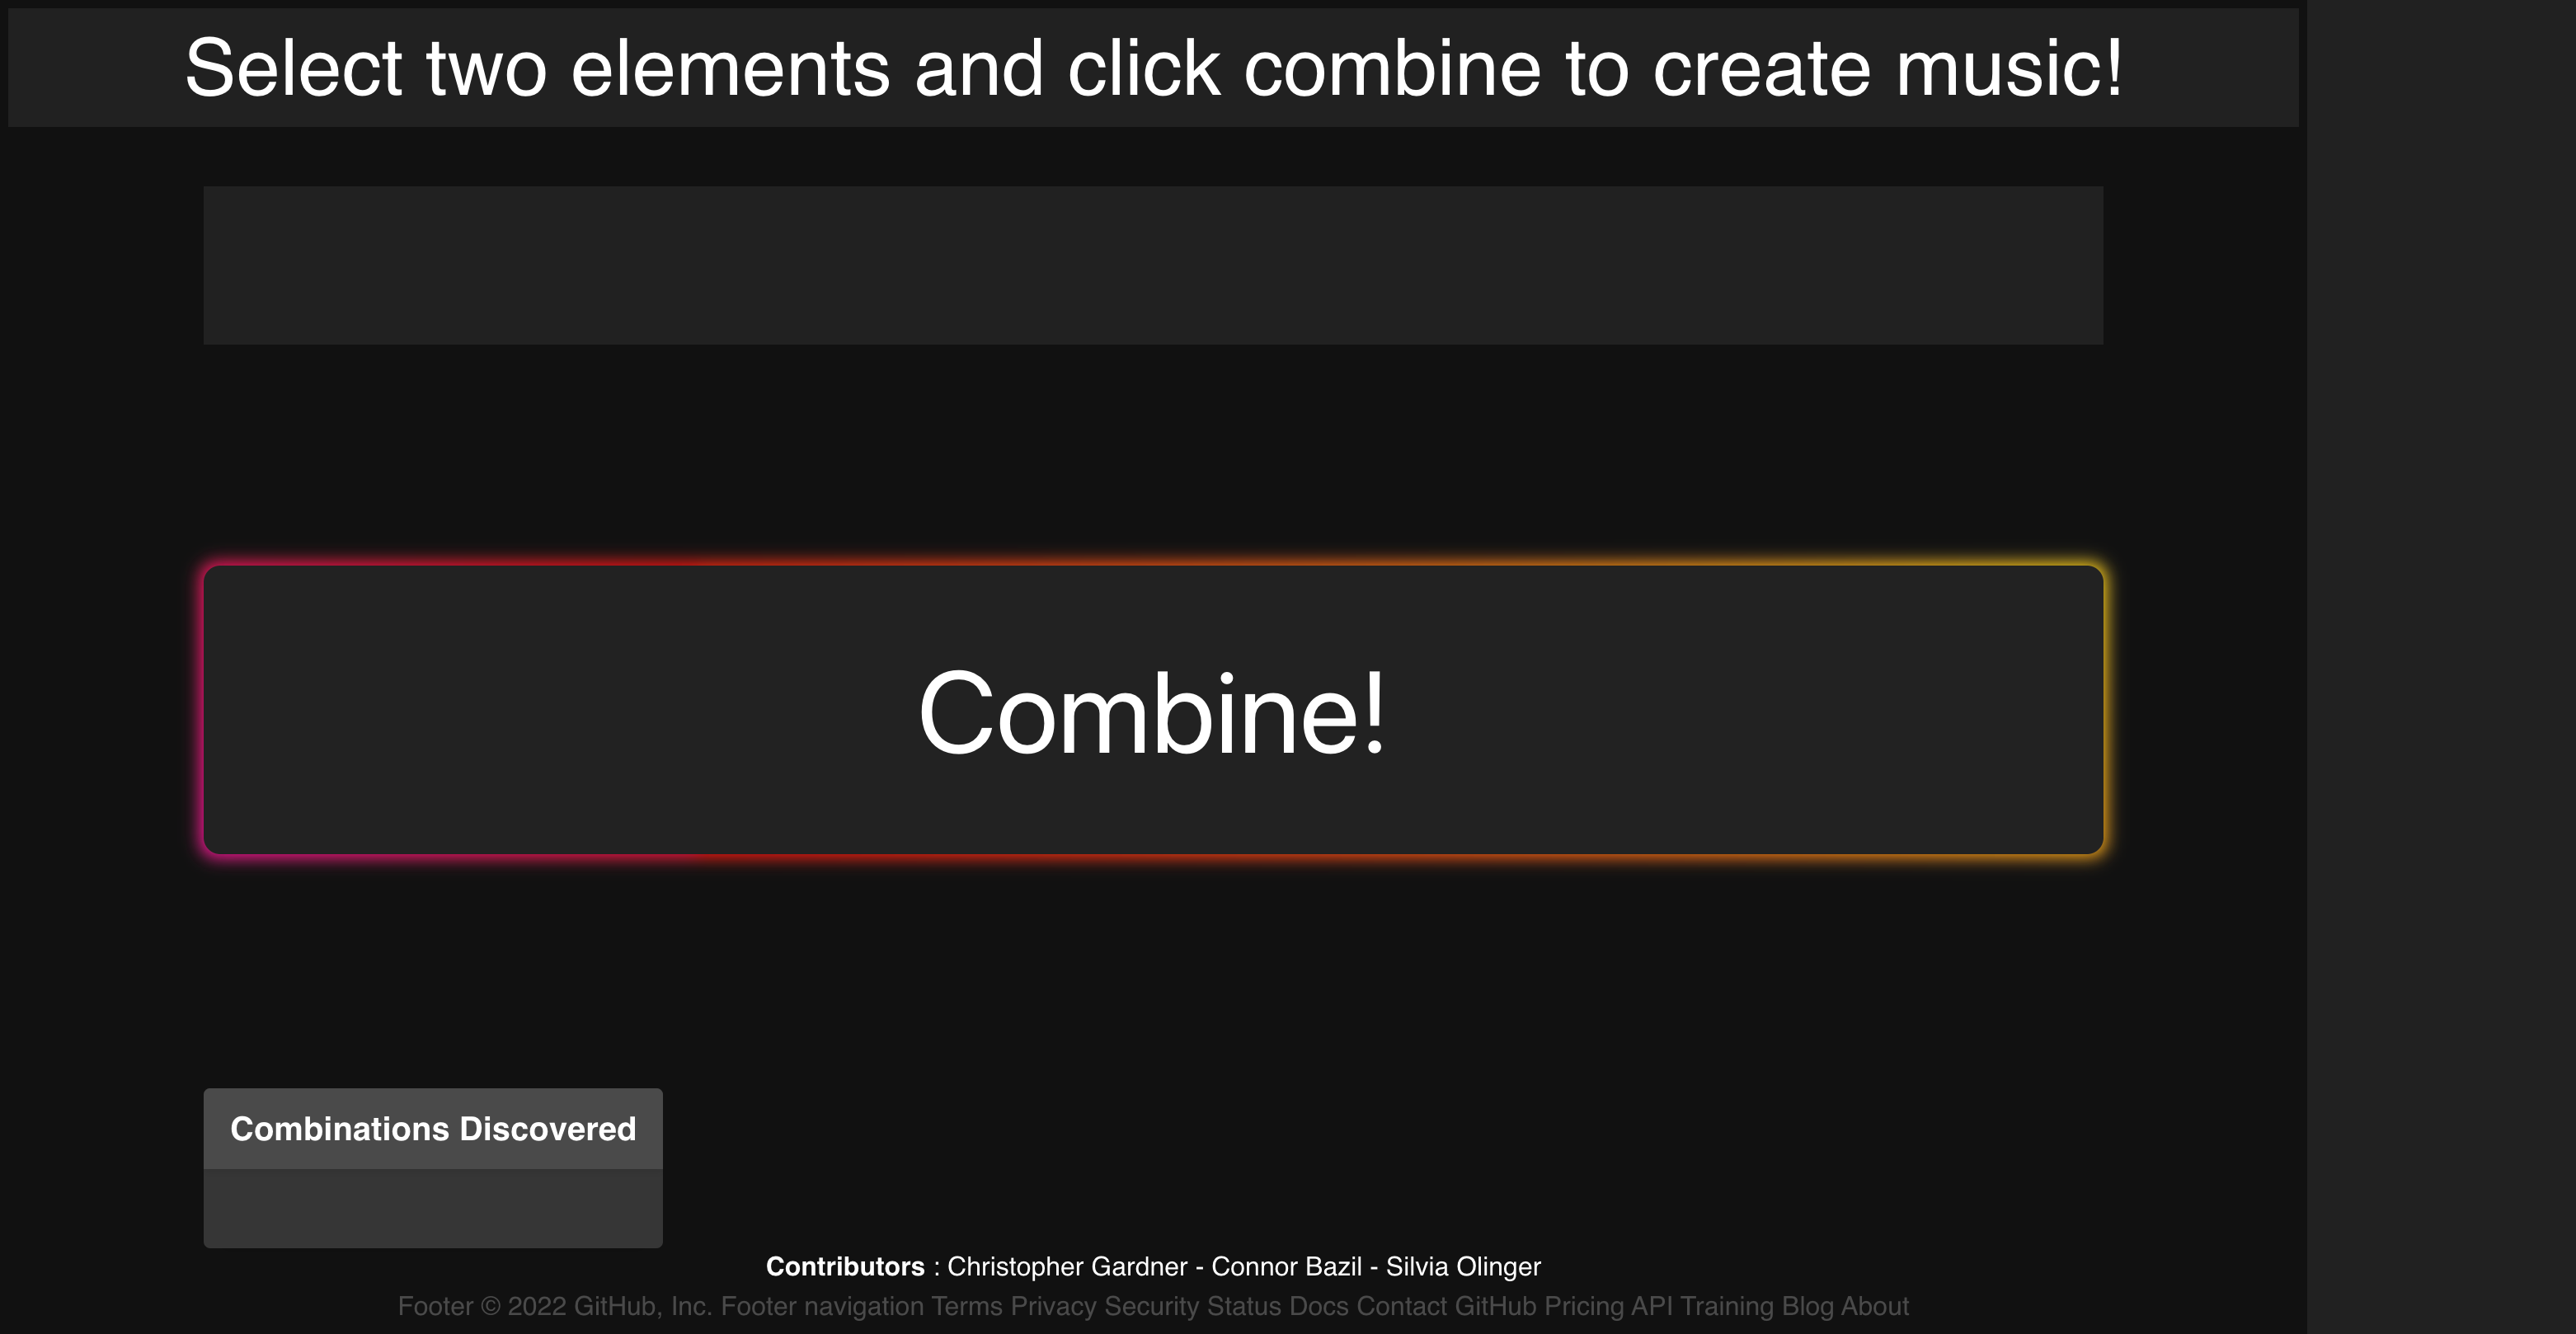 Select two elements and click combine to create music!
Combine!
Combinations Discovered
Contributors : Christopher Gardner - Connor Bazil - Silvia Olinger
Footer © 2022 GitHub, Inc. Footer navigation Terms Privacy Security Status Docs Contact GitHub Pricing API Training Blog About